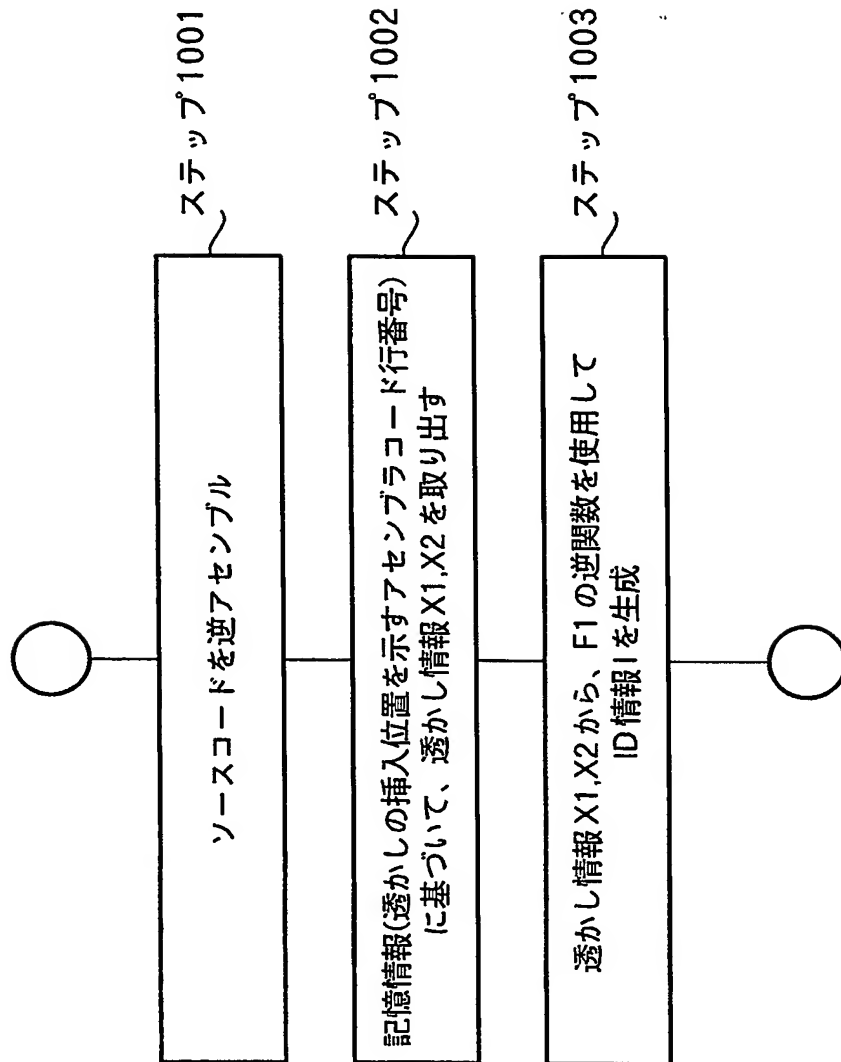 ステップ1001
ソースコードを逆アセンブル
ステップ1002
記憶情報(透かしの挿入位置を示すアセンブラコード行番号)
に基づいて、透かし情報X1,X2を取り出す
ステップ1003
透かし情報X1,X2から、F1の逆関数を使用して
ID情報Iを生成